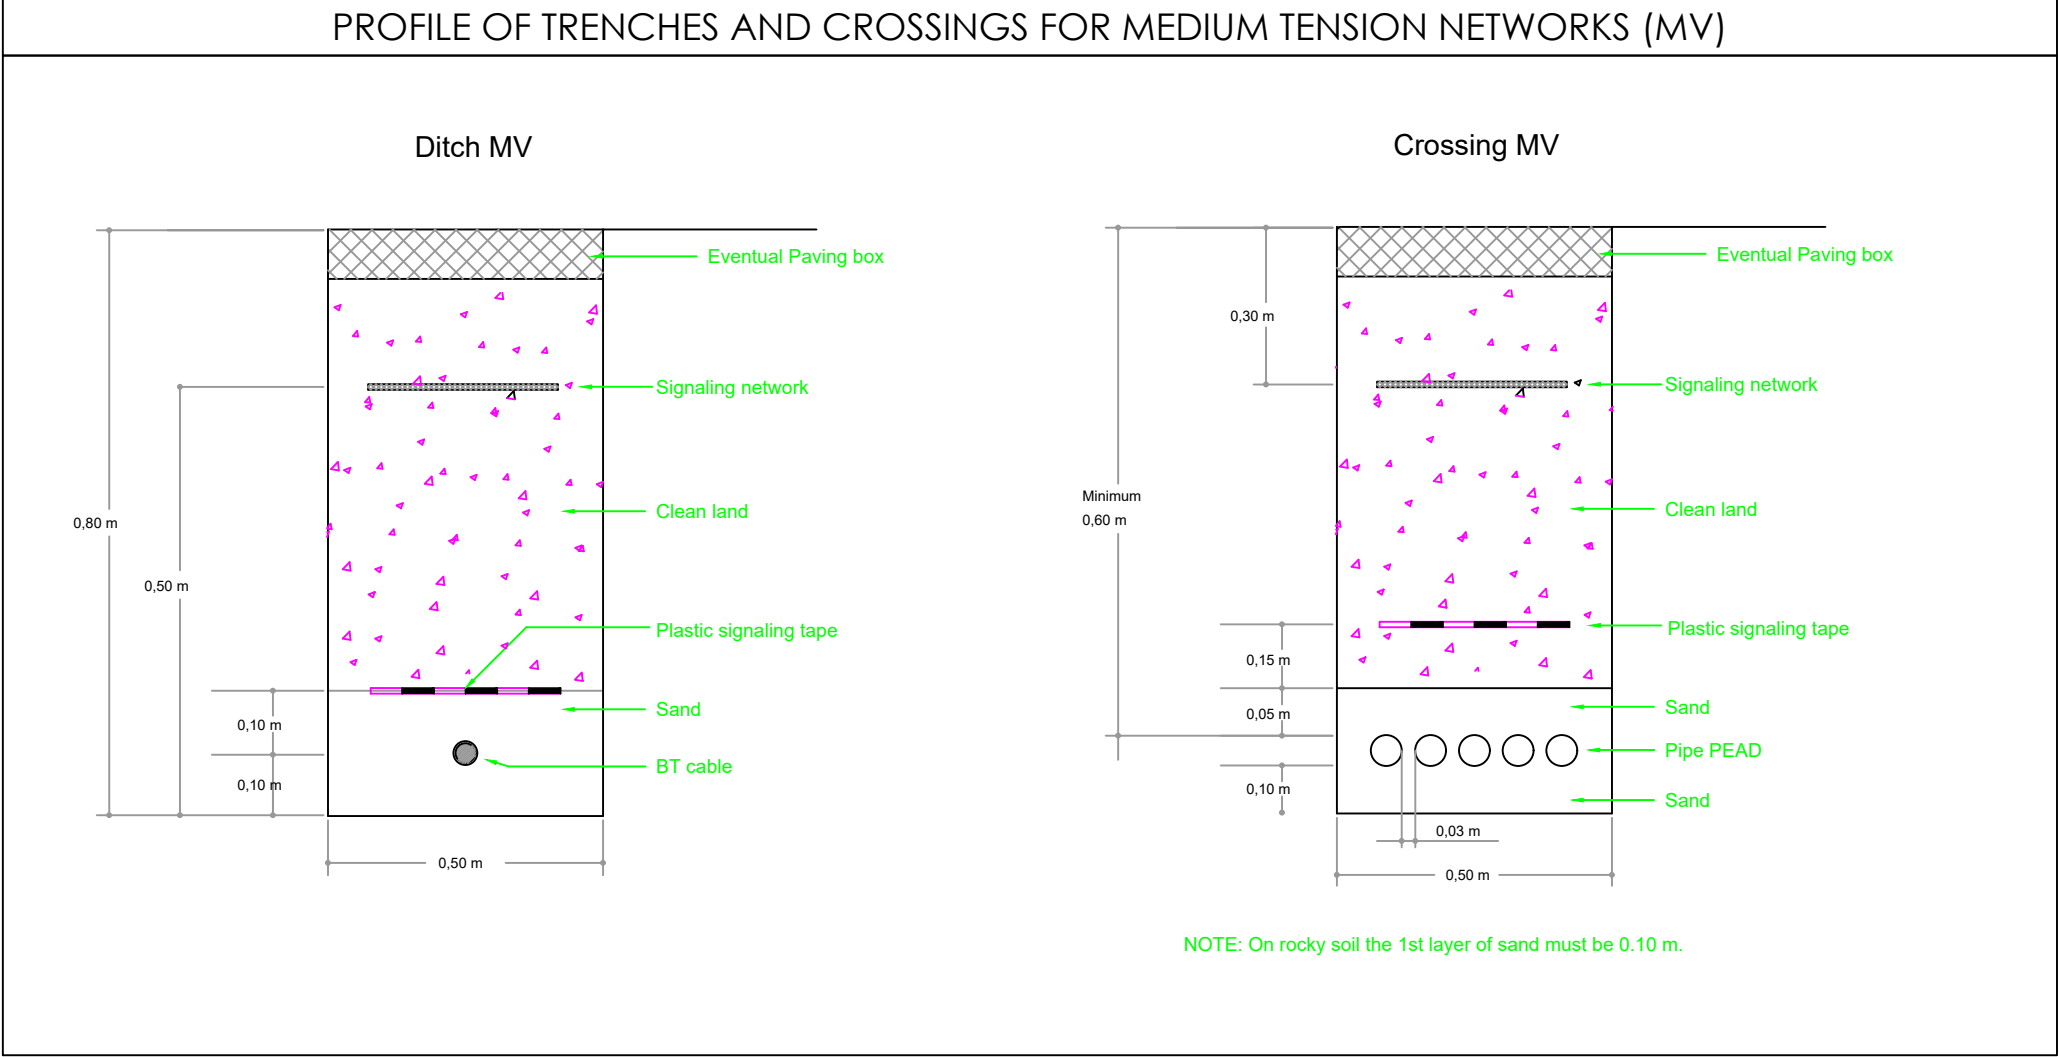 PROFILE OF TRENCHES AND CROSSINGS FOR MEDIUM TENSION NETWORKS (MV)
Ditch MV
Eventual Paving box
Signaling network
0,80 m
Clean land
0,50 m
Plastic signaling tape
Sand
0,10 m
BT cable
0,10 m
0,50 m
Crossing MV
Eventual Paving box
0,30 m
Signaling network
Minimum
0,60 m
Clean land
Plastic signaling tape
0,15 m
Sand
0,05 m
Pipe PEAD
0,10 m
Sand
0,03 m
0,50 m
NOTE: On rocky soil the 1st layer of sand must be 0.10 m.